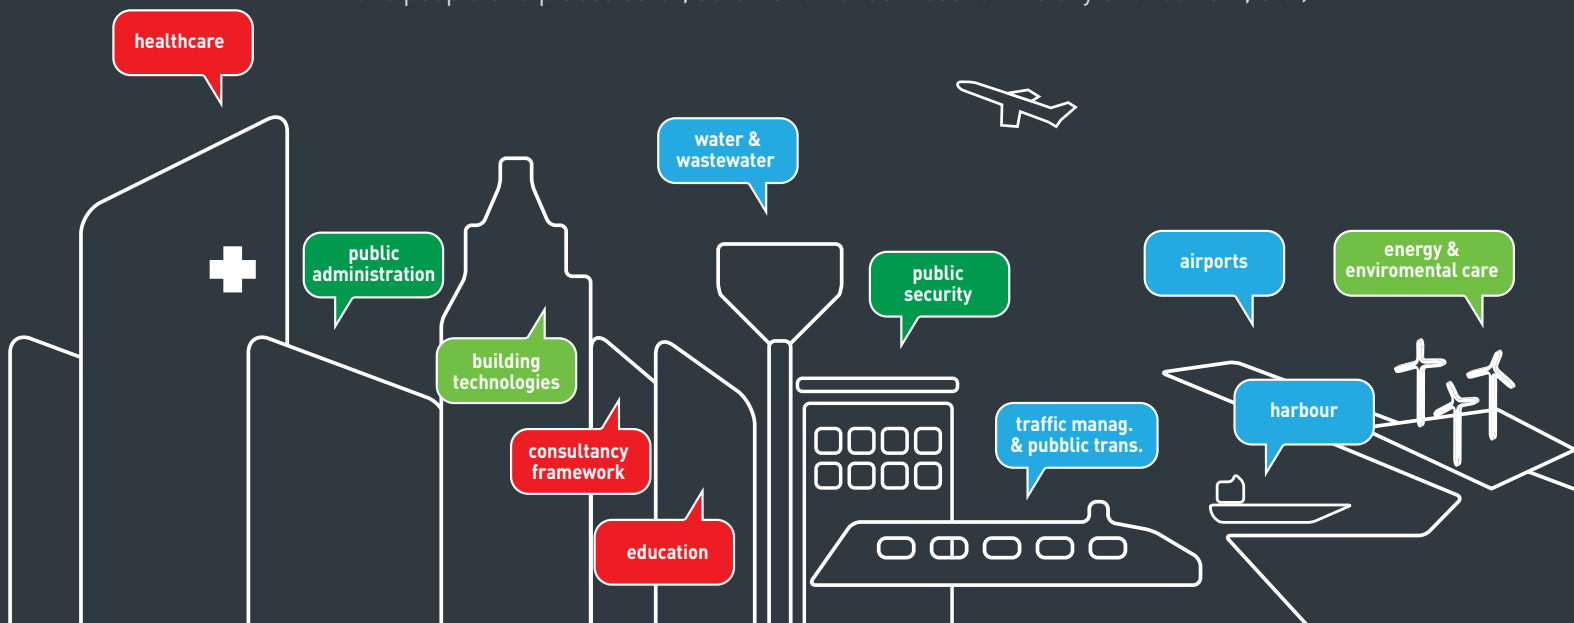 healthcare
water &
wastewater
public
administration
public
security
airports
energy &
enviromental care
building
technologies
harbour
traffic manag.
& pubblic trans.
consultancy
framework
education